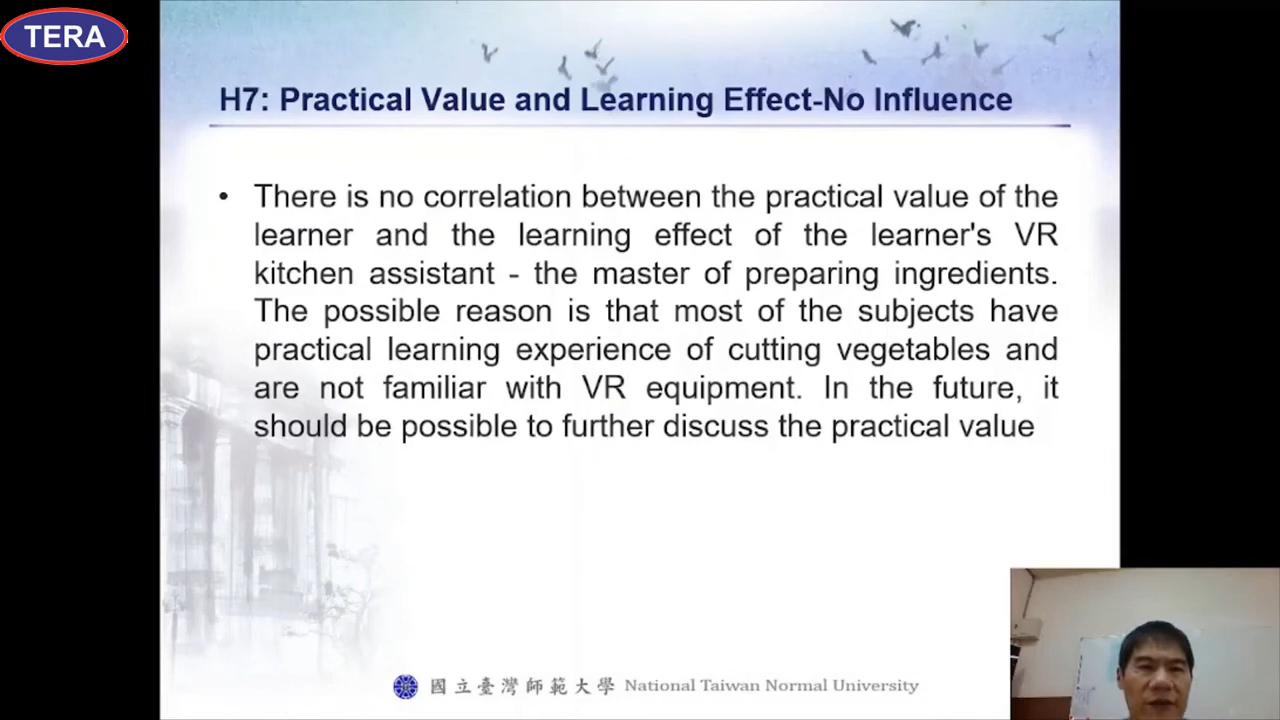 TERA
H7: Practical Value and Learning Effect-No Influence
• There is no correlation between the practical value of the
learner and the learning effect of the learner's VR
kitchen assistant - the master of preparing ingredients.
The possible reason is that most of the subjects have
practical learning experience of cutting vegetables and
are not familiar with VR equipment. In the future, it
should be possible to further discuss the practical value
國立臺灣師範大學 National Taiwan Normal University